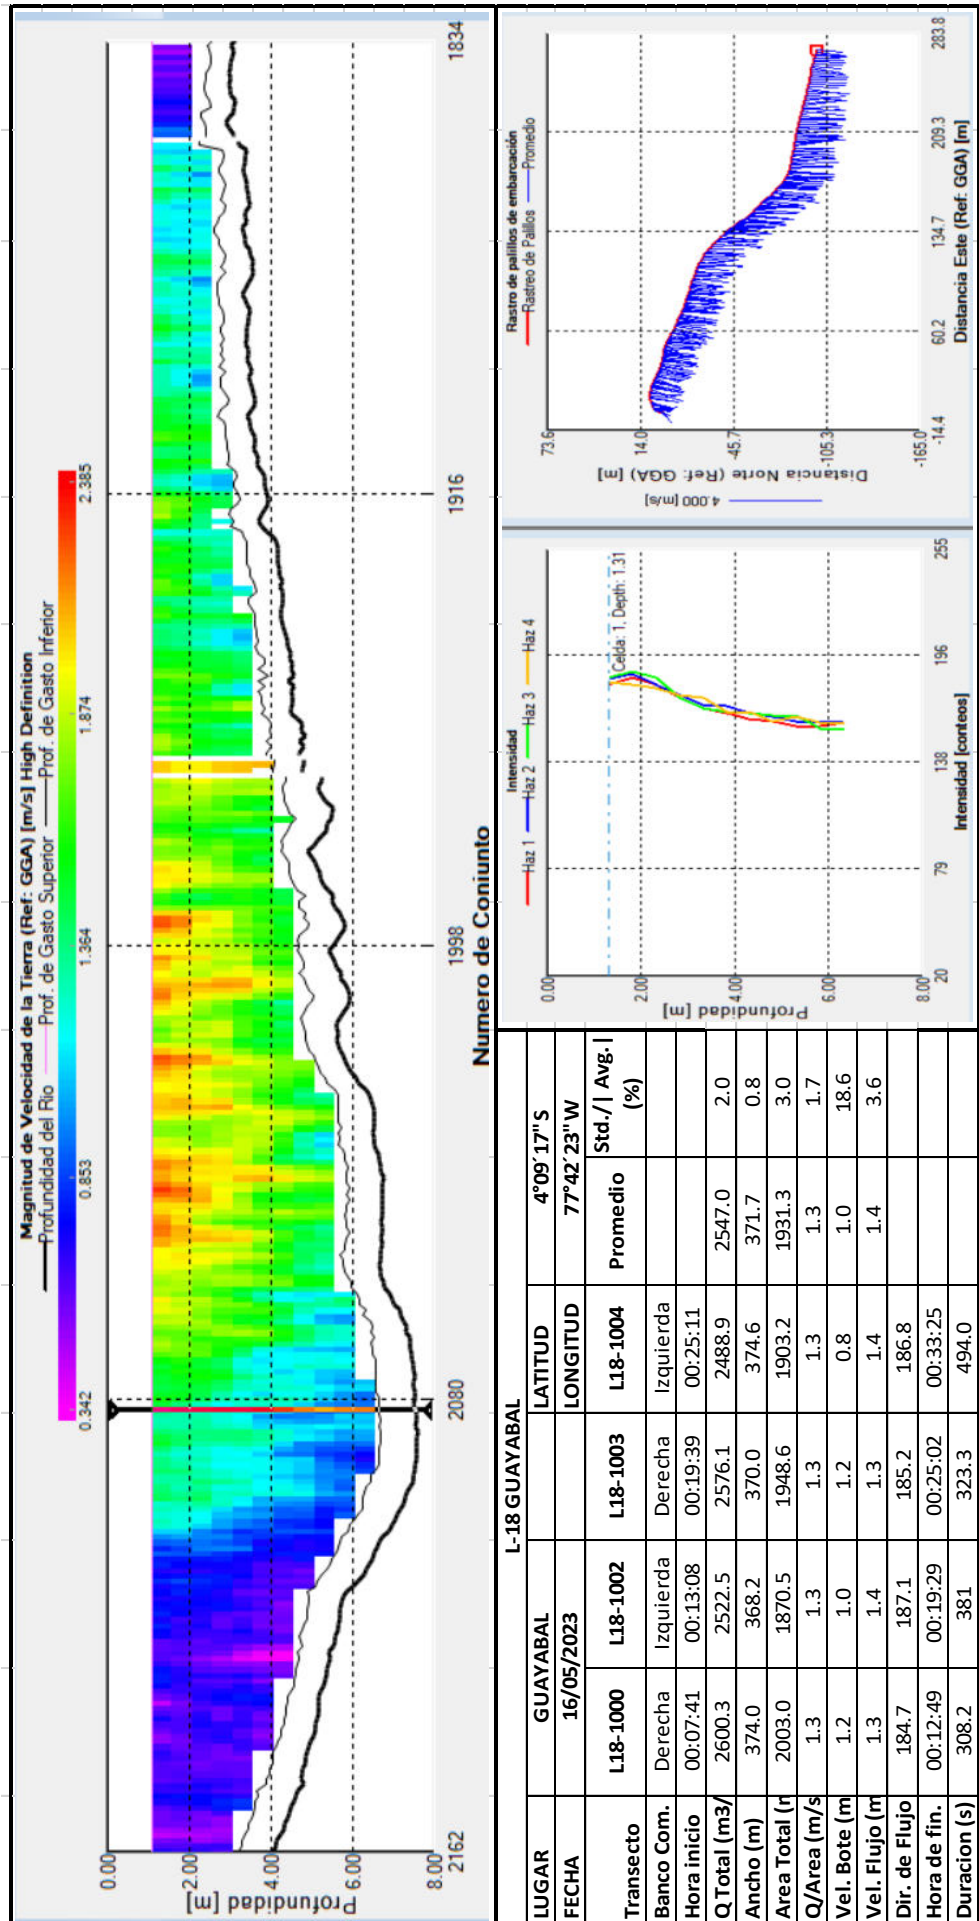 Magnitud de Velocidad de la Tierra (Ref: GGA) [m/s] High Definition
Profundidad del Rio Prof. de Gasto Superior Prof. de Gasto Inferior
0.342 0.853 1.364 1.874 2.385
Profundidad [m]
0.00
2.00
4.00
6.00
8.00
2162 2080 1998 1916 1834
Numero de Conjunto
L-18 GUAYABAL
LUGAR GUAYABAL LATITUD 4°09´17" S
FECHA 16/05/2023 LONGITUD 77°42´23" W
Transecto L18-1000 L18-1002 L18-1003 L18-1004 Promedio Std./| Avg.| (%)
Banco Com. Derecha Izquierda Derecha Izquierda
Hora inicio 00:07:41 00:13:08 00:19:39 00:25:11
Q Total (m3/ 2600.3 2522.5 2576.1 2488.9 2547.0 2.0
Ancho (m) 374.0 368.2 370.0 374.6 371.7 0.8
Area Total (r 2003.0 1870.5 1948.6 1903.2 1931.3 3.0
Q/Area (m/s 1.3 1.3 1.3 1.3 1.3 1.7
Vel. Bote (m 1.2 1.0 1.2 0.8 1.0 18.6
Vel. Flujo (m 1.3 1.4 1.3 1.4 1.4 3.6
Dir. de Flujo 184.7 187.1 185.2 186.8
Hora de fin. 00:12:49 00:19:29 00:25:02 00:33:25
Duracion (s) 308.2 381 323.3 494.0
Intensidad
Haz 1 Haz 2 Haz 3 Haz 4
Celda: 1, Depth: 1.31
Profundidad [m]
0.00
2.00
4.00
6.00
8.00
20 79 138 196 255
Intensidad [conteos]
Rastro de palillos de embarcación
Rastreo de Palillos Promedio
4.000 [m/s]
Distancia Norte (Ref: GGA) [m]
73.6
14.0
-45.7
-105.3
-165.0
-14.4 60.2 134.7 209.3 283.8
Distancia Este (Ref: GGA) [m]